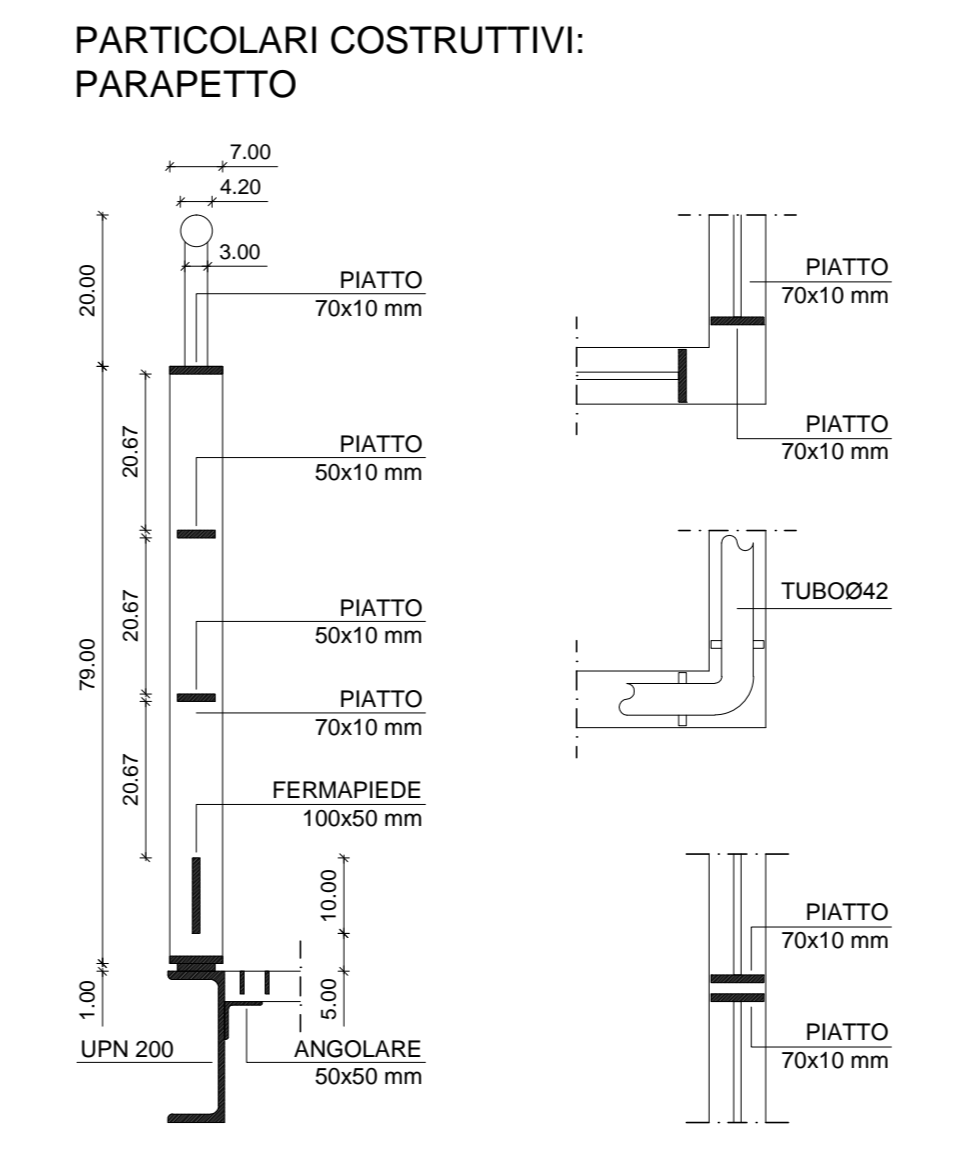 PARTICOLARI COSTRUTTIVI:
PARAPETTO
7.00
4.20
3.00
20.00
PIATTO
70x10 mm
20.67
PIATTO
50x10 mm
79.00
20.67
PIATTO
50x10 mm
PIATTO
70x10 mm
20.67
FERMAPIEDE
100x50 mm
10.00
1.00
5.00
UPN 200
ANGOLARE
50x50 mm
PIATTO
70x10 mm
PIATTO
70x10 mm
TUBOØ42
PIATTO
70x10 mm
PIATTO
70x10 mm